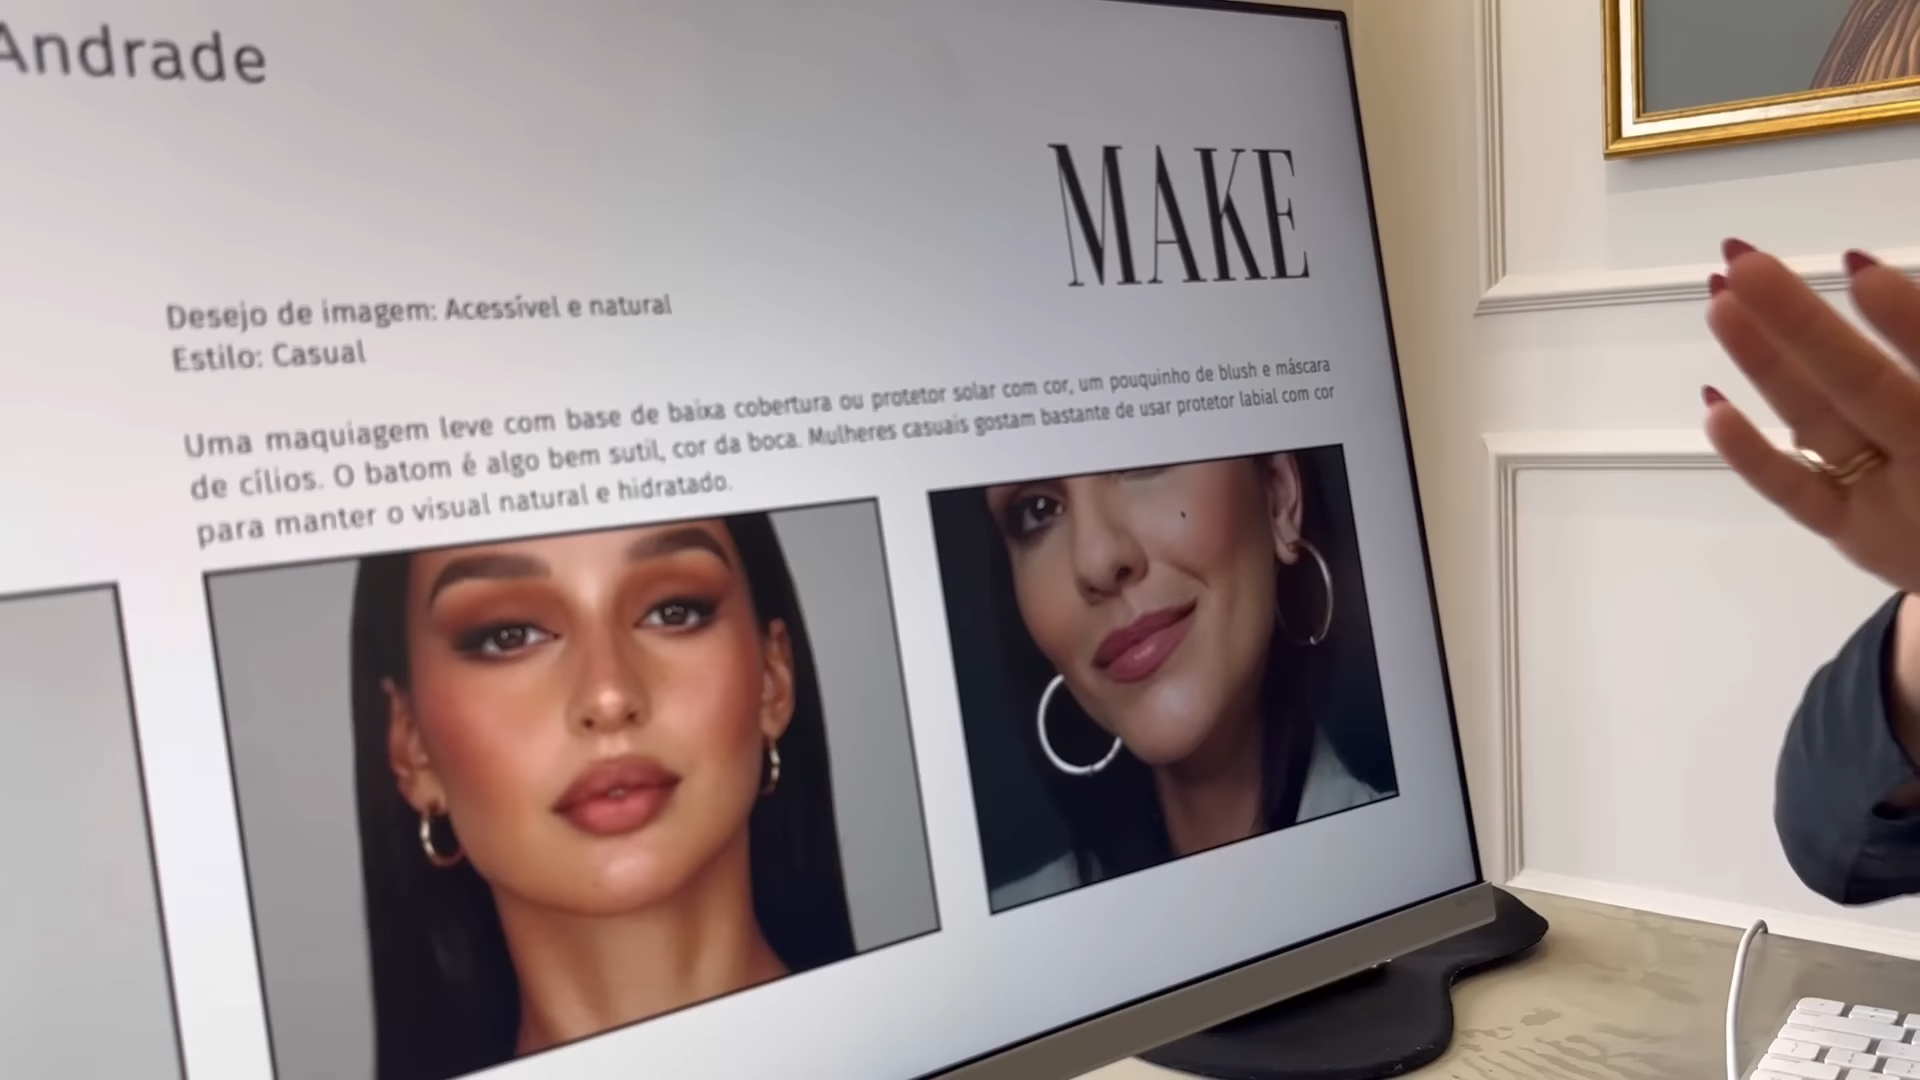 Andrade
MAKE
Desejo de imagem: Acessível e natural
Estilo: Casual
Uma maquiagem leve com base de baixa cobertura ou protetor solar com cor, um pouquinho de blush e máscara
de cílios. O batom é algo bem sutil, cor da boca. Mulheres casuais gostam bastante de usar protetor labial com cor
para manter o visual natural e hidratado.